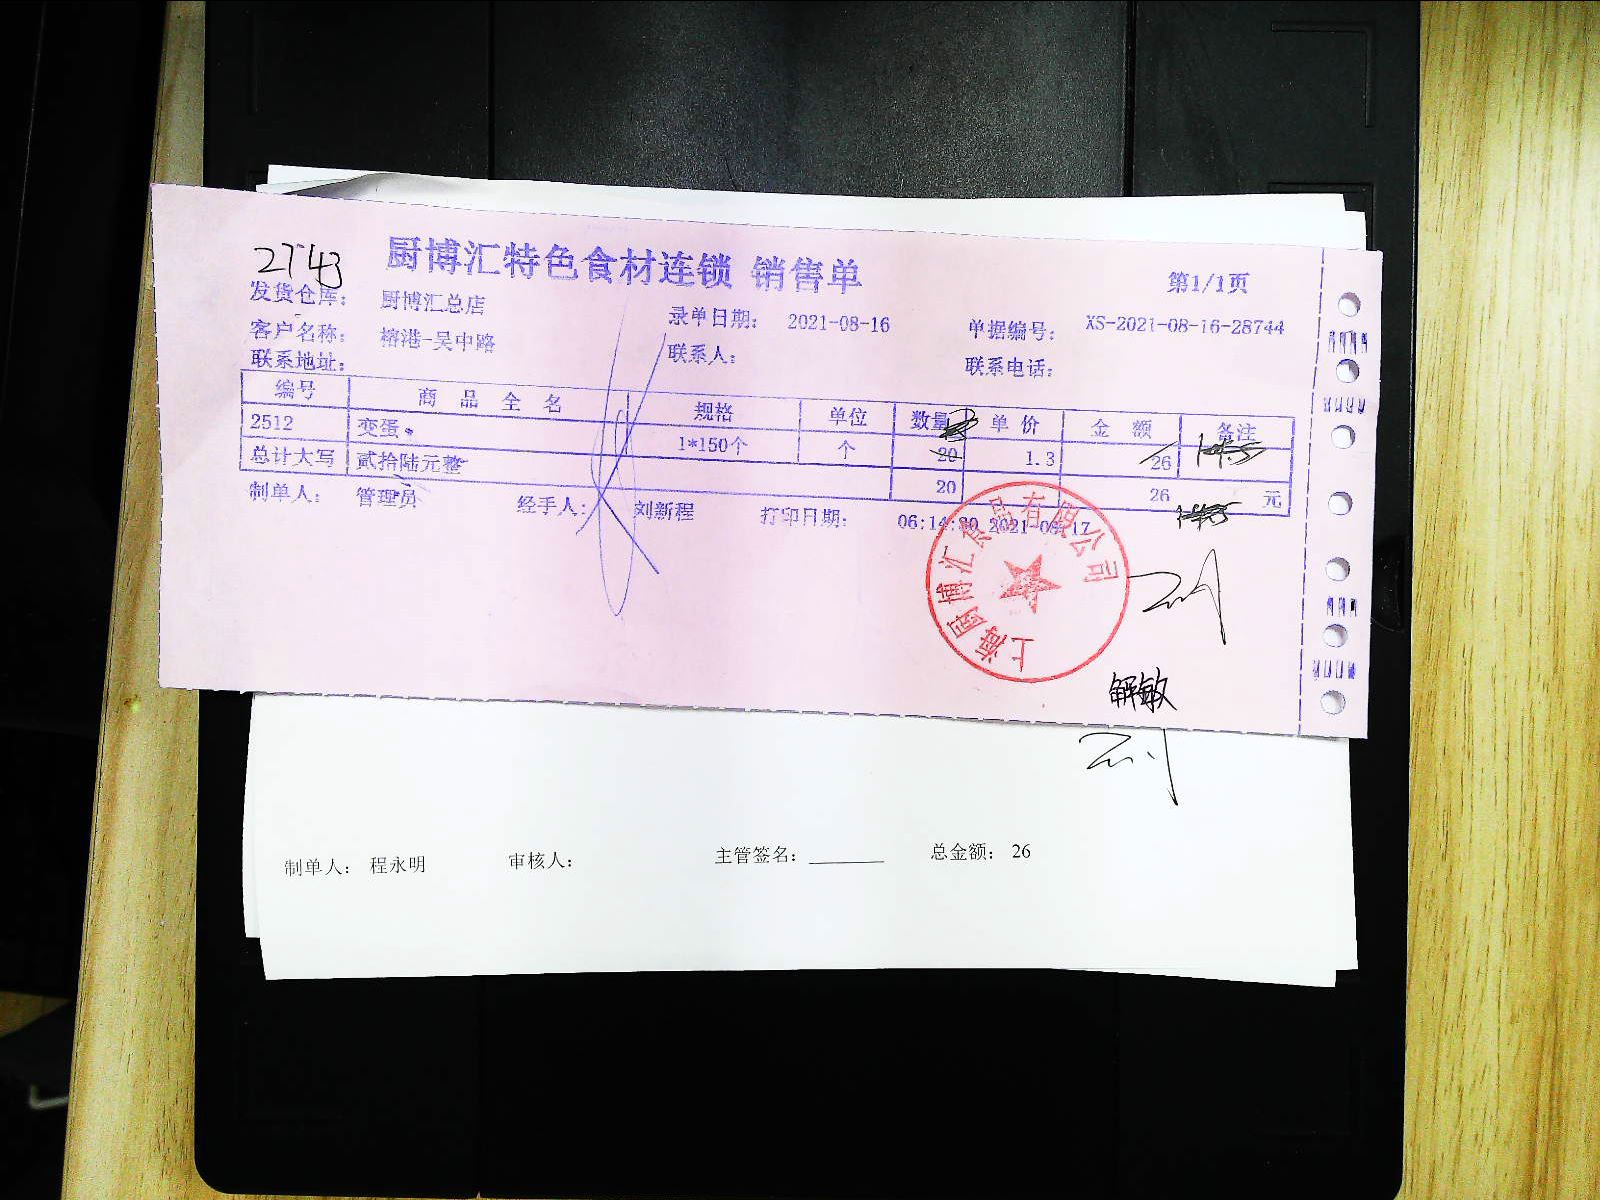 2743
厨博汇特色食材连锁 销售单
第1/1页
发货仓库： 厨博汇总店
录单日期： 2021-08-16
单据编号： XS-2021-08-16-28744
客户名称： 榕港-吴中路
联系人：
联系电话：
联系地址：
编号 商品全名 规格 单位 数量 单价 金额 备注
2512 变蛋 1*150个 个 20 1.3 26
总计大写 贰拾陆元整 20 26 元
制单人： 管理员 经手人： 刘新程 打印日期： 06:14:30 2021-08-17
上海厨博汇食品有限公司
解敏
制单人： 程永明 审核人： 主管签名： 总金额： 26